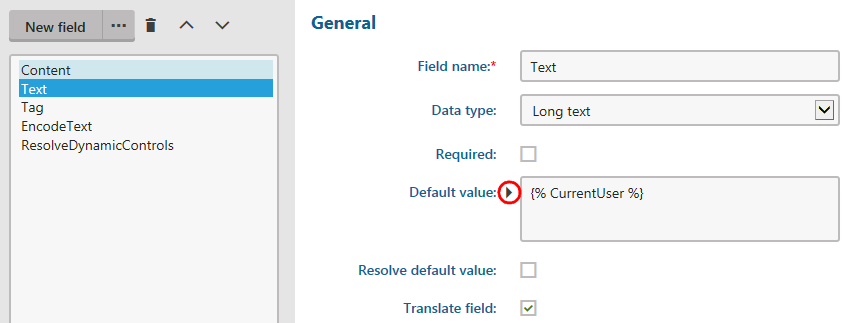 New field ...
Content
Text
Tag
EncodeText
ResolveDynamicControls
General
Field name:* Text
Data type: Long text
Required:
Default value: {% CurrentUser %}
Resolve default value:
Translate field: